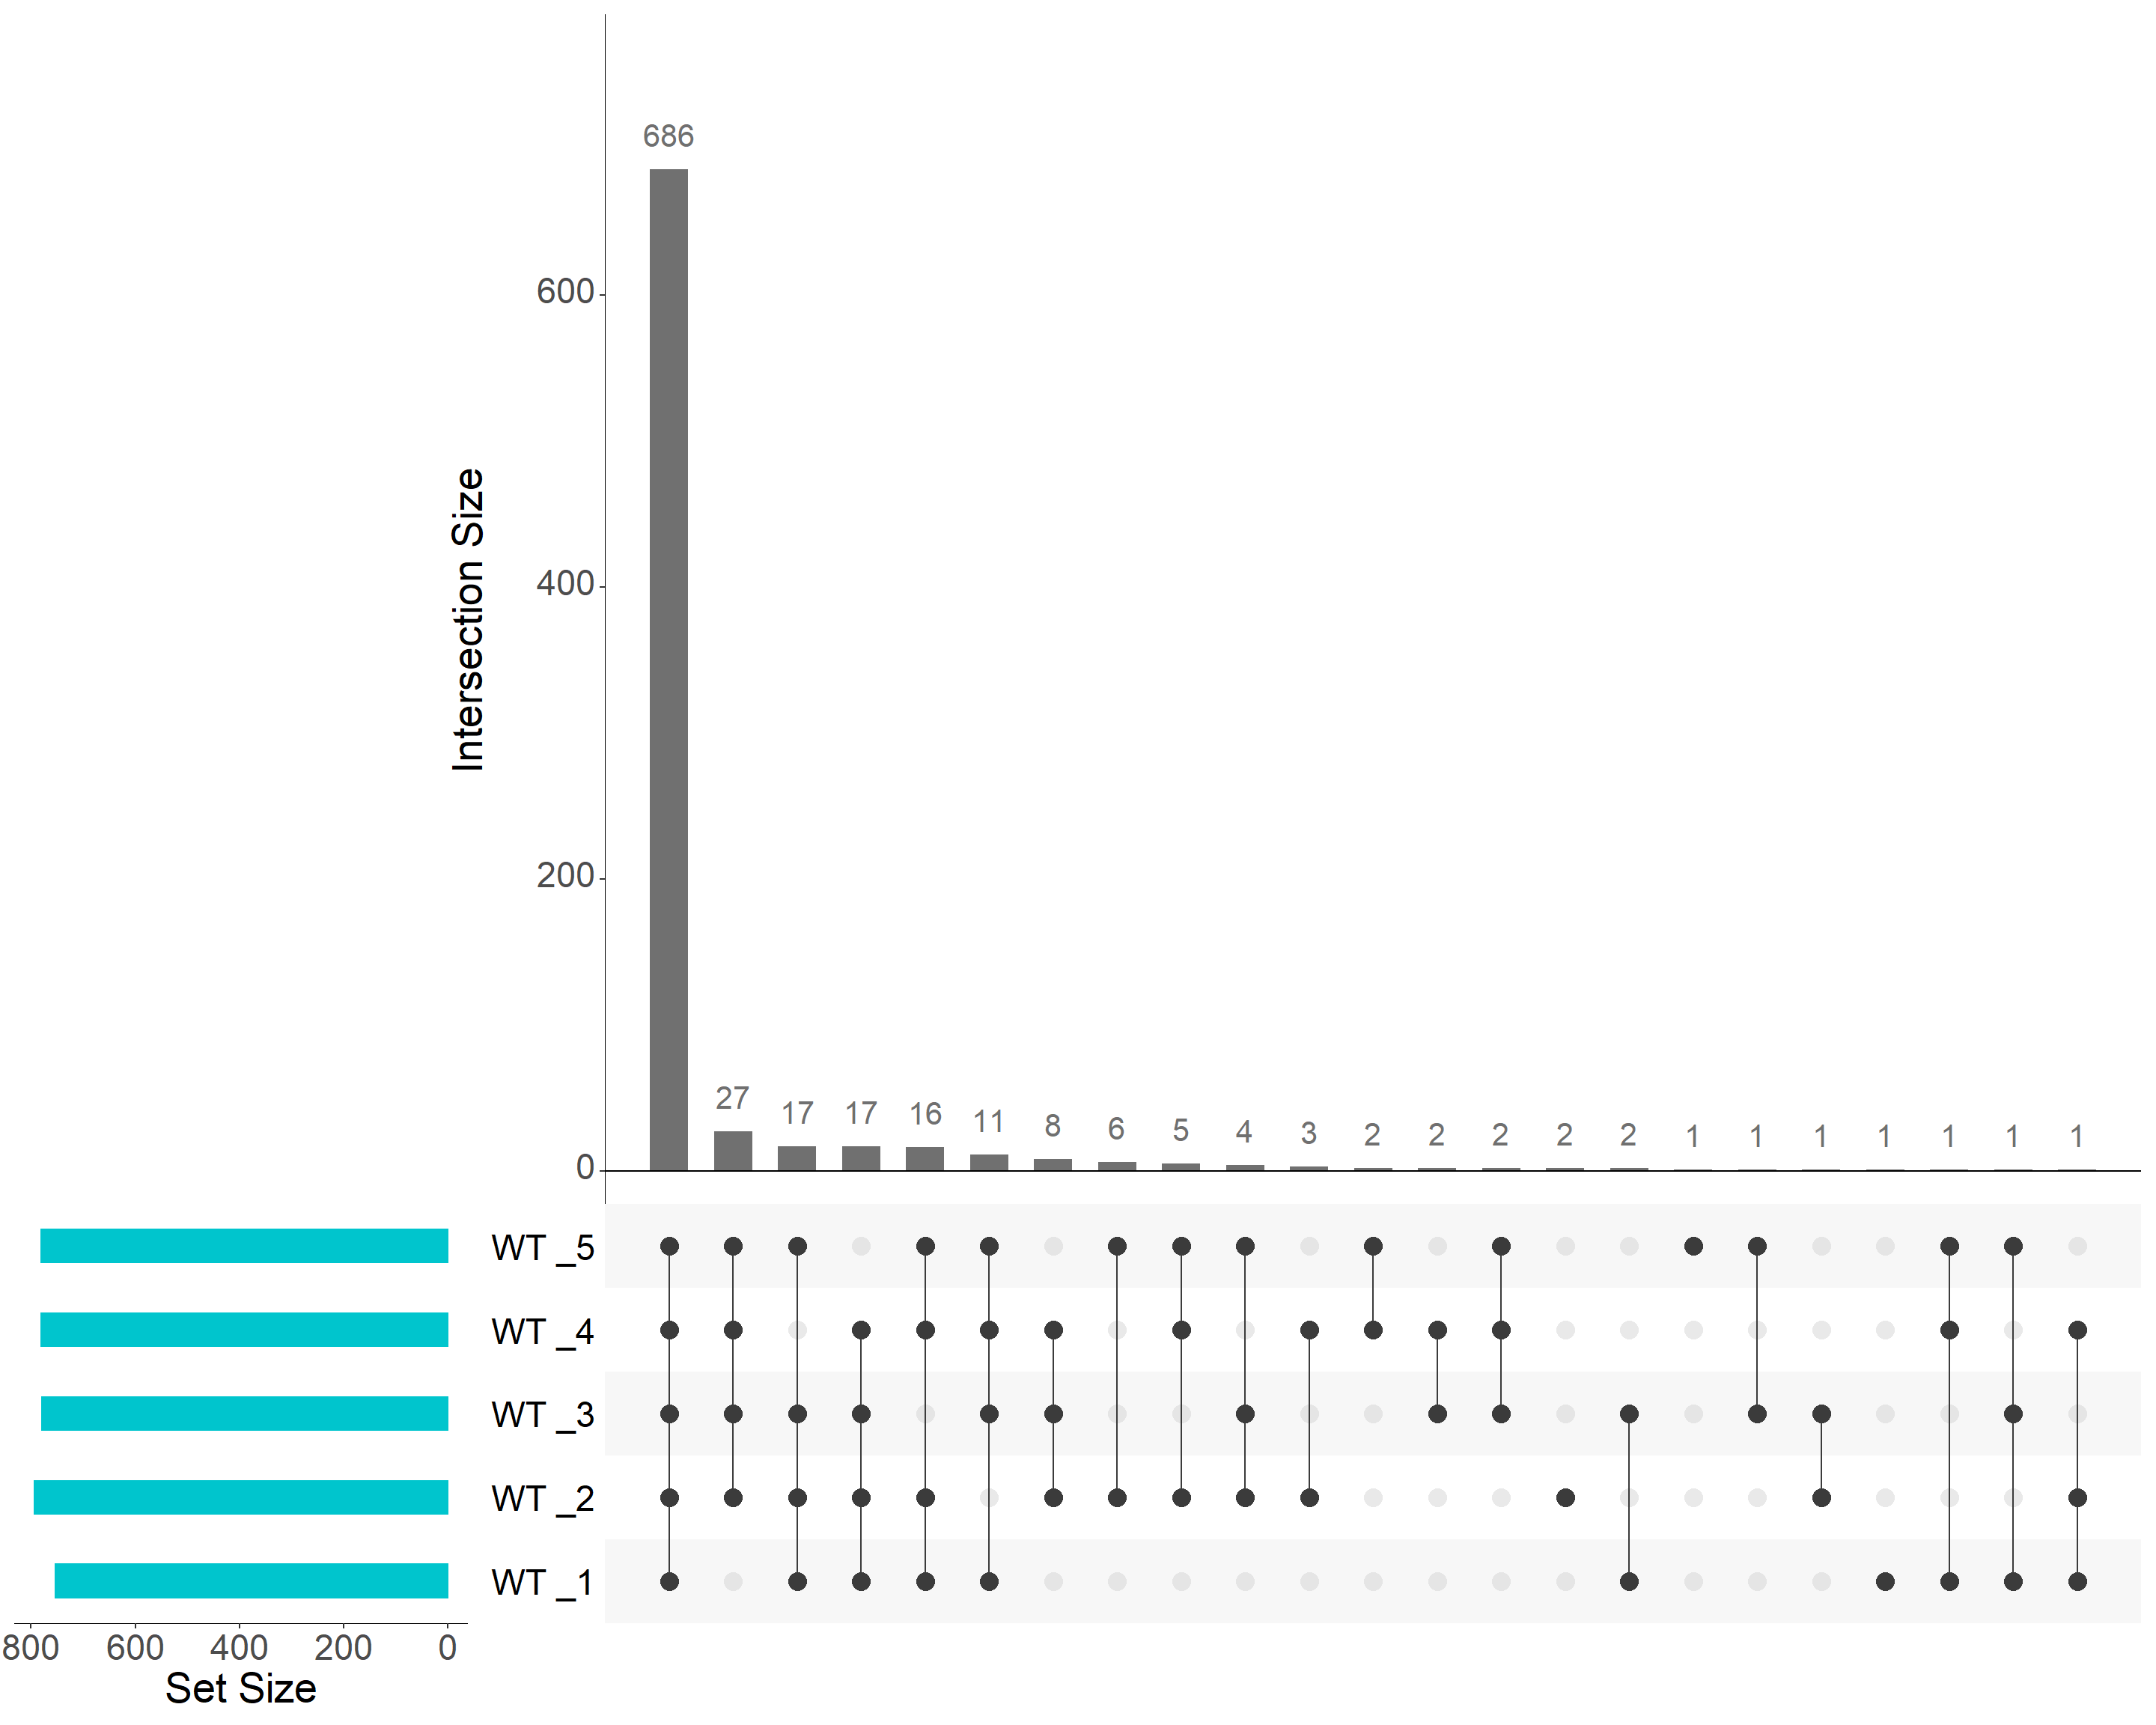 Intersection Size
600
400
200
0
686
27 17 17 16 11 8 6 5 4 3 2 2 2 2 2 1 1 1 1 1 1 1
WT _5
WT _4
WT _3
WT _2
WT _1
800 600 400 200 0
Set Size